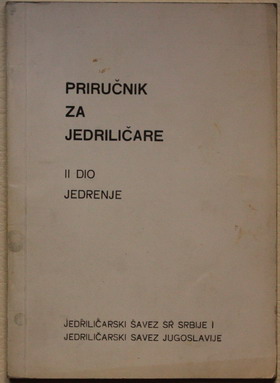 PRIRUČNIK
ZA
JEDRILIČARE
II DIO
JEDRENJE
JEDRILIČARSKI SAVEZ SR SRBIJE I
JEDRILIČARSKI SAVEZ JUGOSLAVIJE